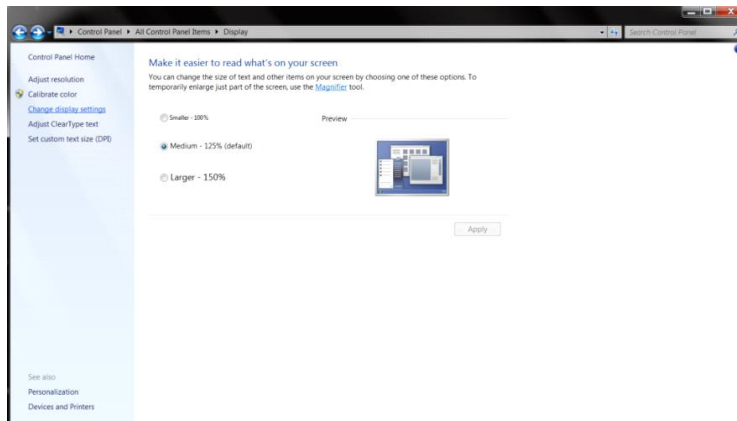 Control Panel ▸ All Control Panel Items ▸ Display
Search Control Panel
Control Panel Home
Adjust resolution
Calibrate color
Change display settings
Adjust ClearType text
Set custom text size (DPI)
See also
Personalization
Devices and Printers
Make it easier to read what's on your screen
You can change the size of text and other items on your screen by choosing one of these options. To
temporarily enlarge just part of the screen, use the Magnifier tool.
Smaller - 100%
Preview
Medium - 125% (default)
Larger - 150%
Apply